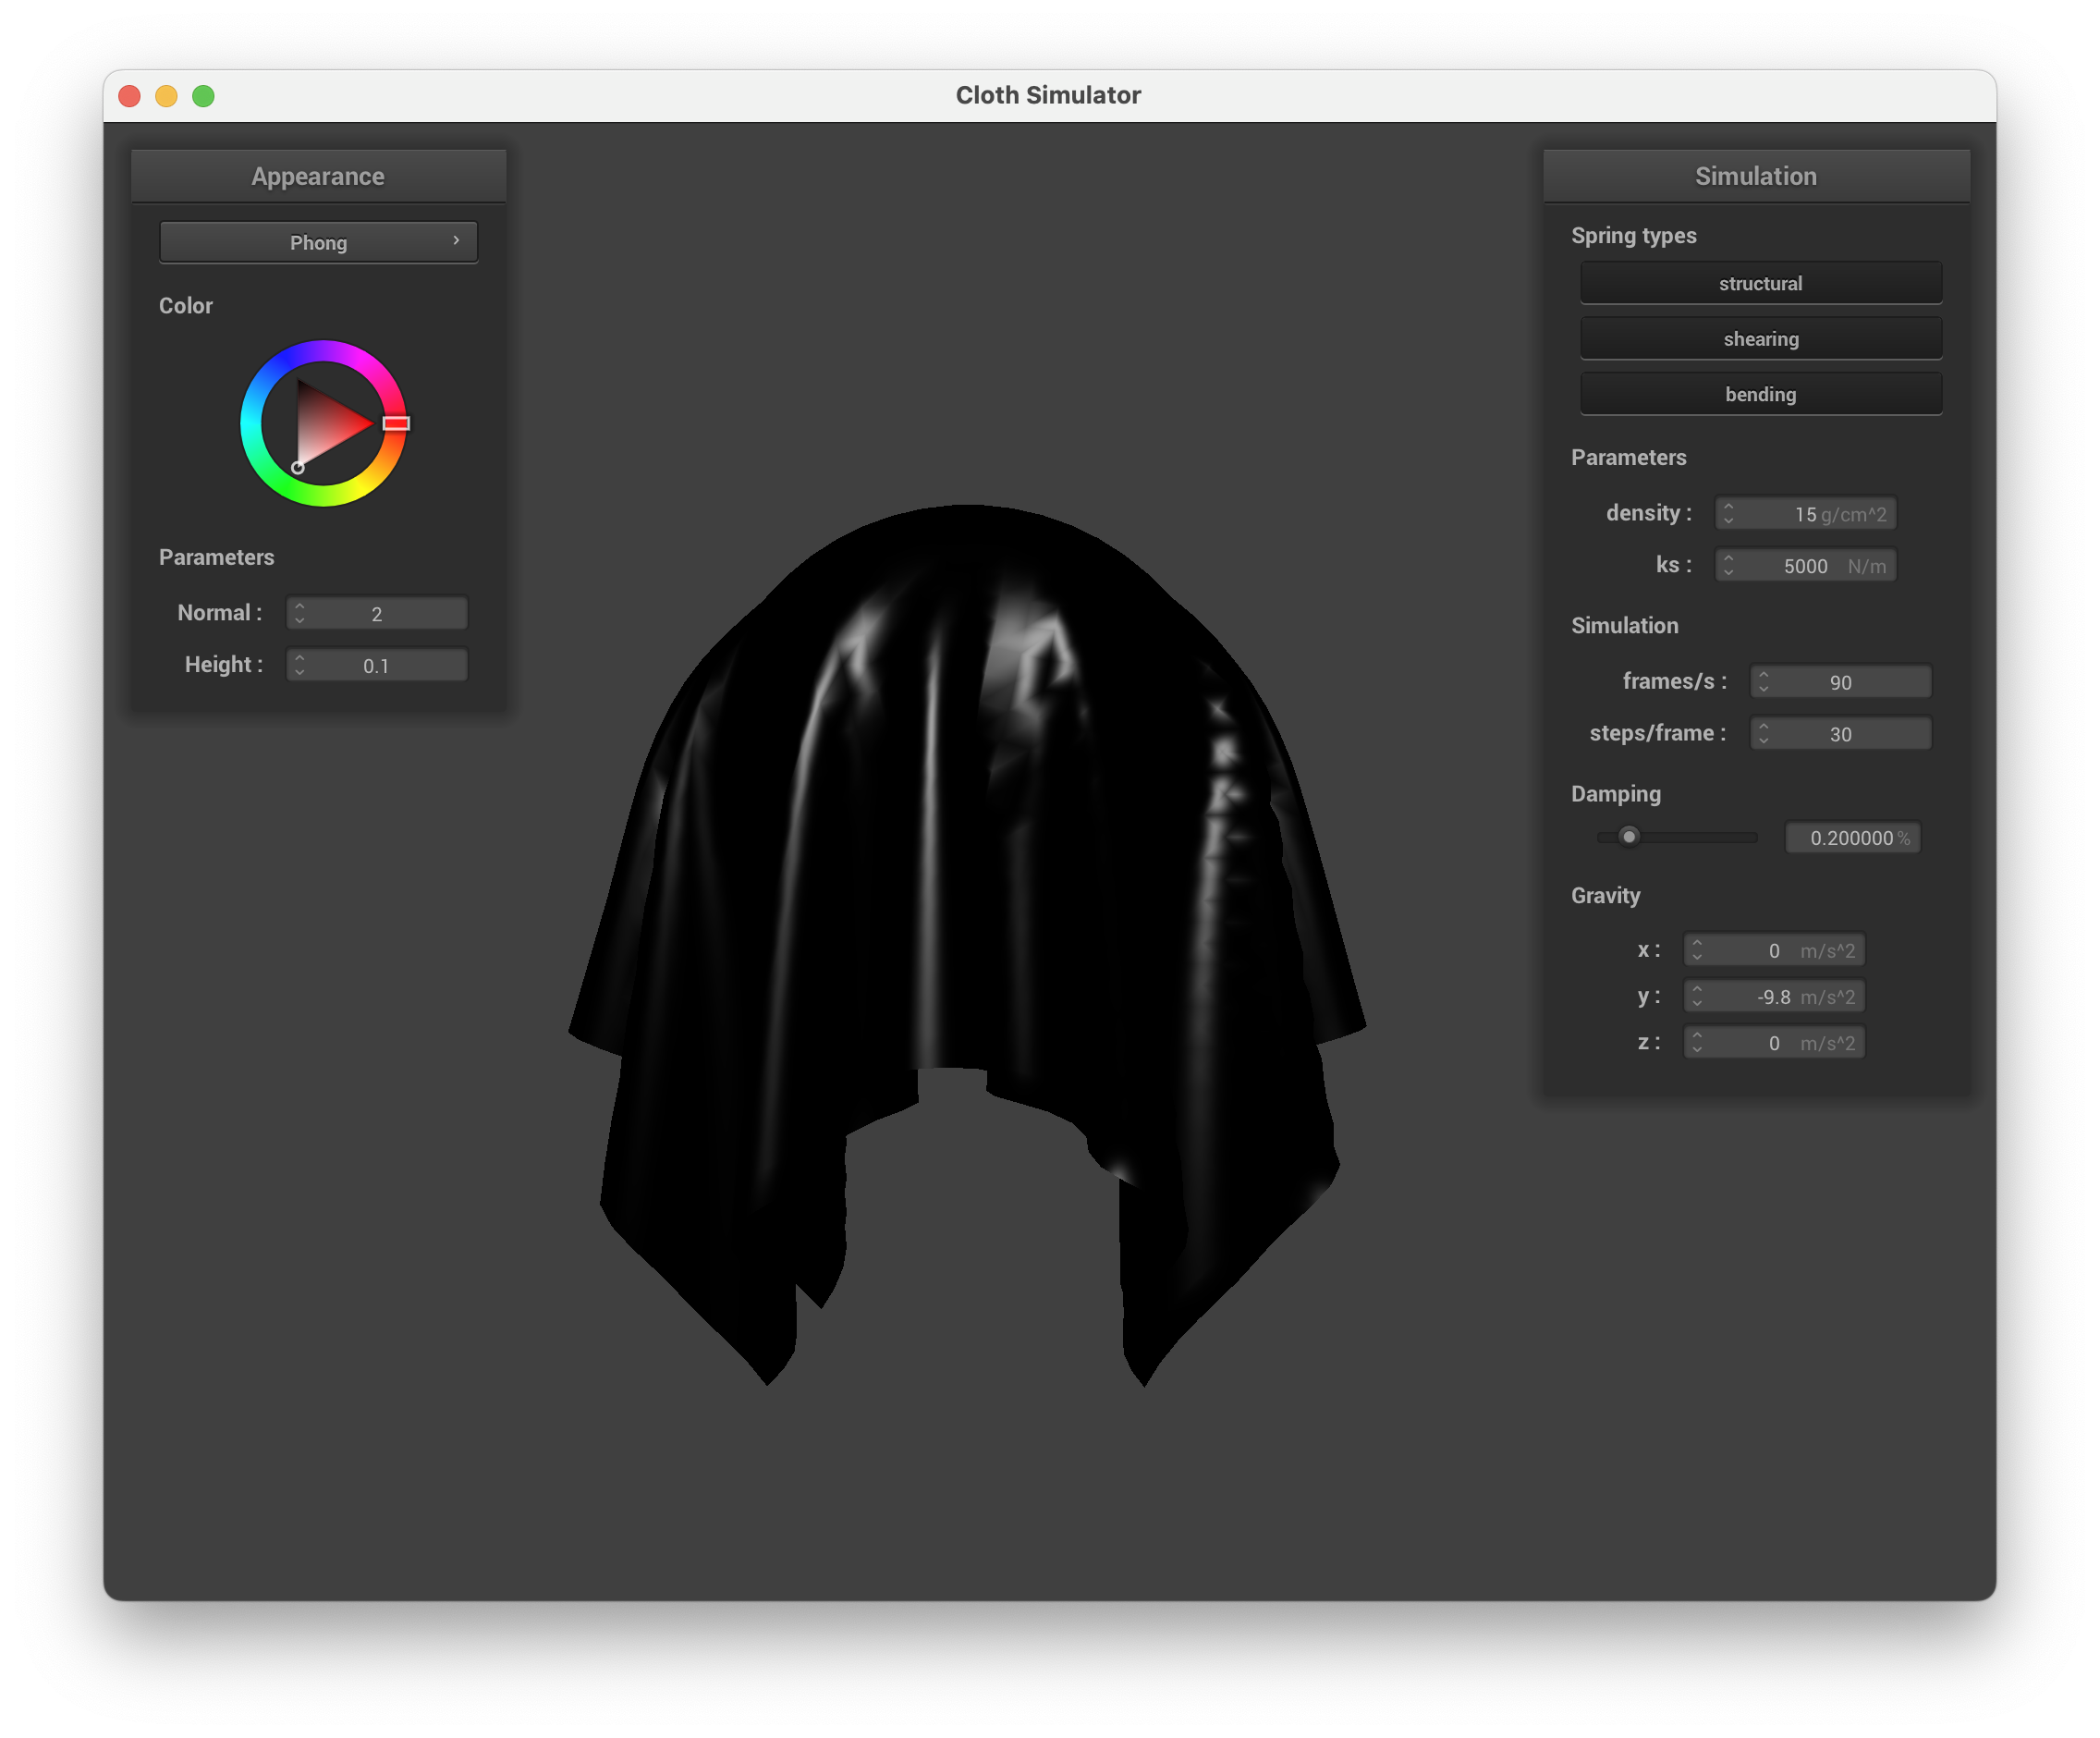 Cloth Simulator
Appearance
Phong
Color
Parameters
Normal : 2
Height : 0.1
Simulation
Spring types
structural
shearing
bending
Parameters
density : 15 g/cm^2
ks : 5000 N/m
Simulation
frames/s : 90
steps/frame : 30
Damping
0.200000 %
Gravity
x : 0 m/s^2
y : -9.8 m/s^2
z : 0 m/s^2